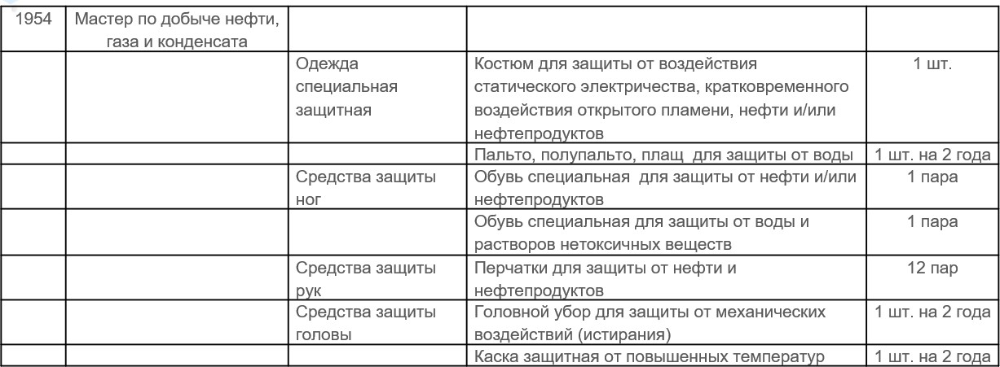 1954 Мастер по добыче нефти,
газа и конденсата
Одежда Костюм для защиты от воздействия 1 шт.
специальная статического электричества, кратковременного
защитная воздействия открытого пламени, нефти и/или
нефтепродуктов
Пальто, полупальто, плащ для защиты от воды 1 шт. на 2 года
Средства защиты Обувь специальная для защиты от нефти и/или 1 пара
ног нефтепродуктов
Обувь специальная для защиты от воды и 1 пара
растворов нетоксичных веществ
Средства защиты Перчатки для защиты от нефти и 12 пар
рук нефтепродуктов
Средства защиты Головной убор для защиты от механических 1 шт. на 2 года
головы воздействий (истирания)
Каска защитная от повышенных температур 1 шт. на 2 года